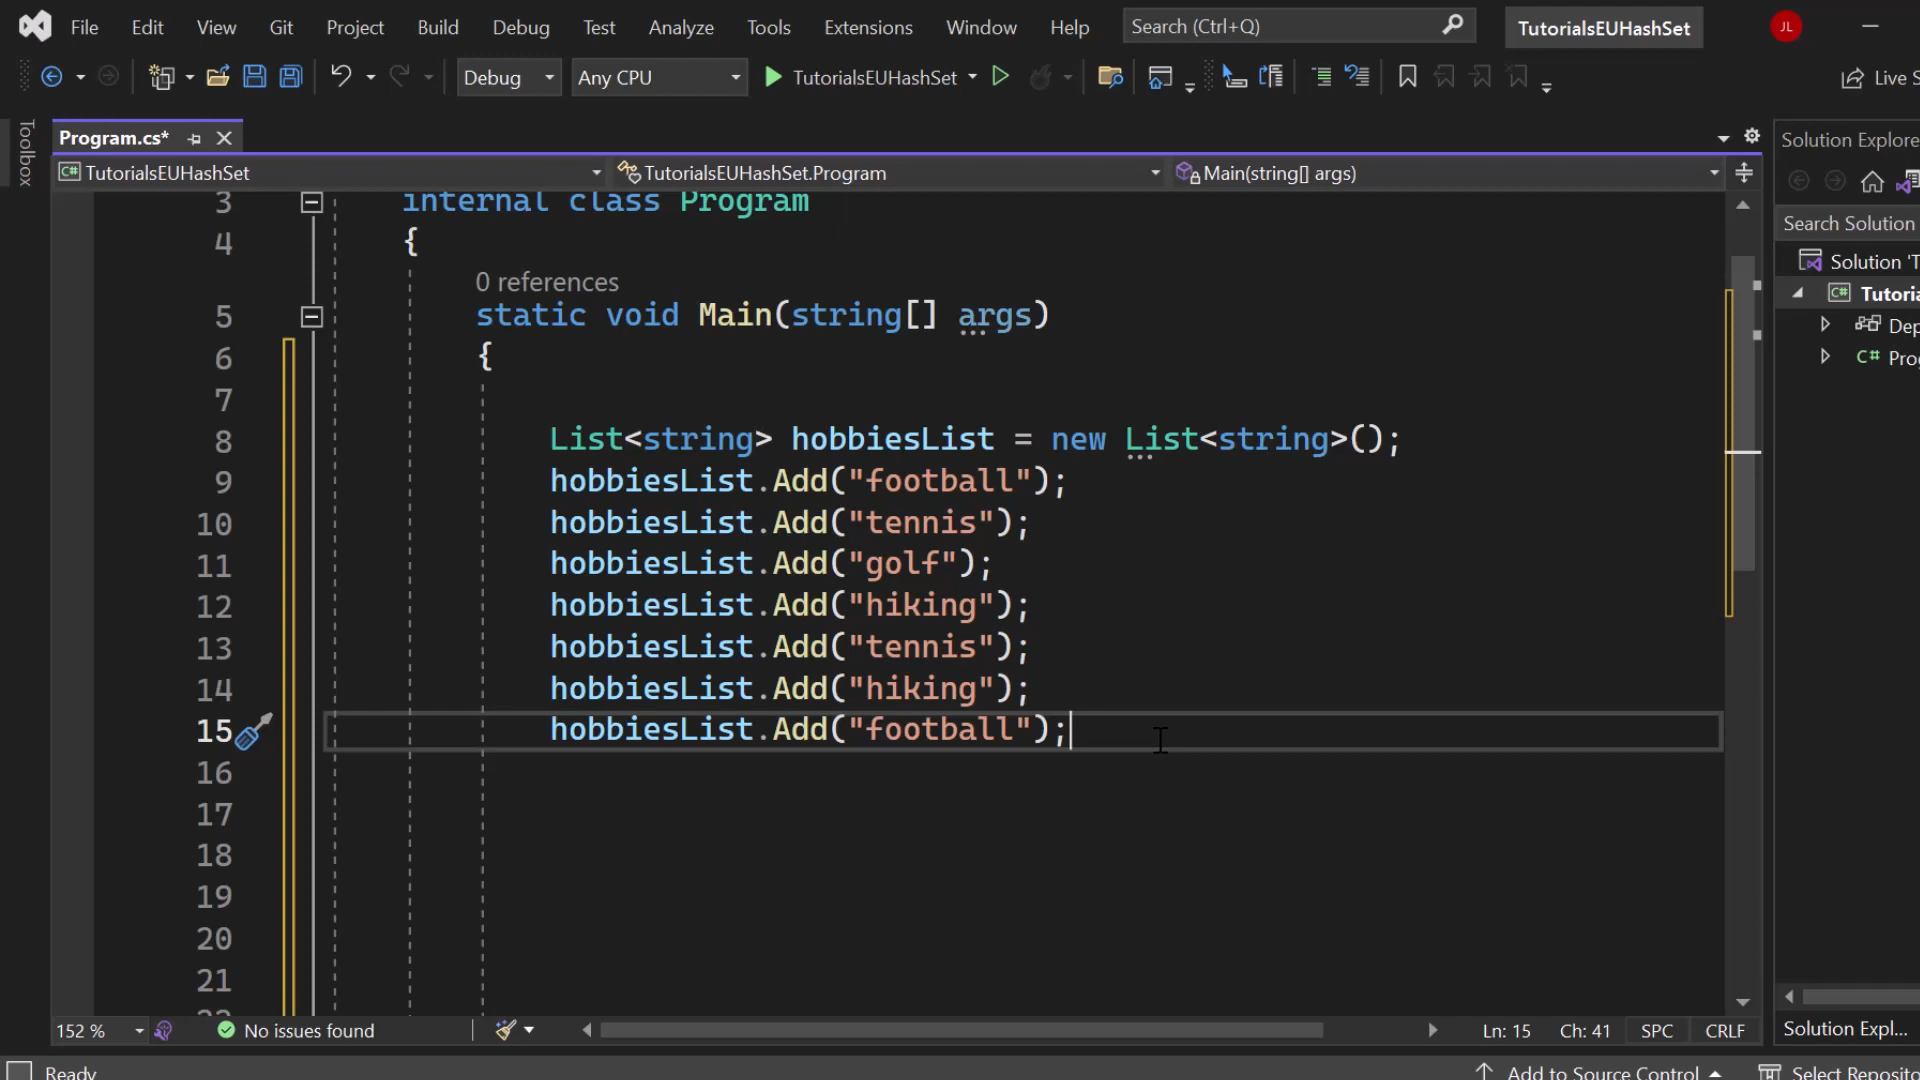 File Edit View Git Project Build Debug Test Analyze Tools Extensions Window Help Search (Ctrl+Q) TutorialsEUHashSet JL
Debug Any CPU TutorialsEUHashSet Live S
Toolbox
Program.cs*
Solution Explore
TutorialsEUHashSet TutorialsEUHashSet.Program Main(string[] args)
Search Solution
Solution 'T
Tutoria
Dep
C# Prog
3 internal class Program
4 {
0 references
5 static void Main(string[] args)
6 {
7
8 List<string> hobbiesList = new List<string>();
9 hobbiesList.Add("football");
10 hobbiesList.Add("tennis");
11 hobbiesList.Add("golf");
12 hobbiesList.Add("hiking");
13 hobbiesList.Add("tennis");
14 hobbiesList.Add("hiking");
15 hobbiesList.Add("football");
16
17
18
19
20
21
152 % No issues found Ln: 15 Ch: 41 SPC CRLF
Solution Expl...
Ready Add to Source Control Select Reposito